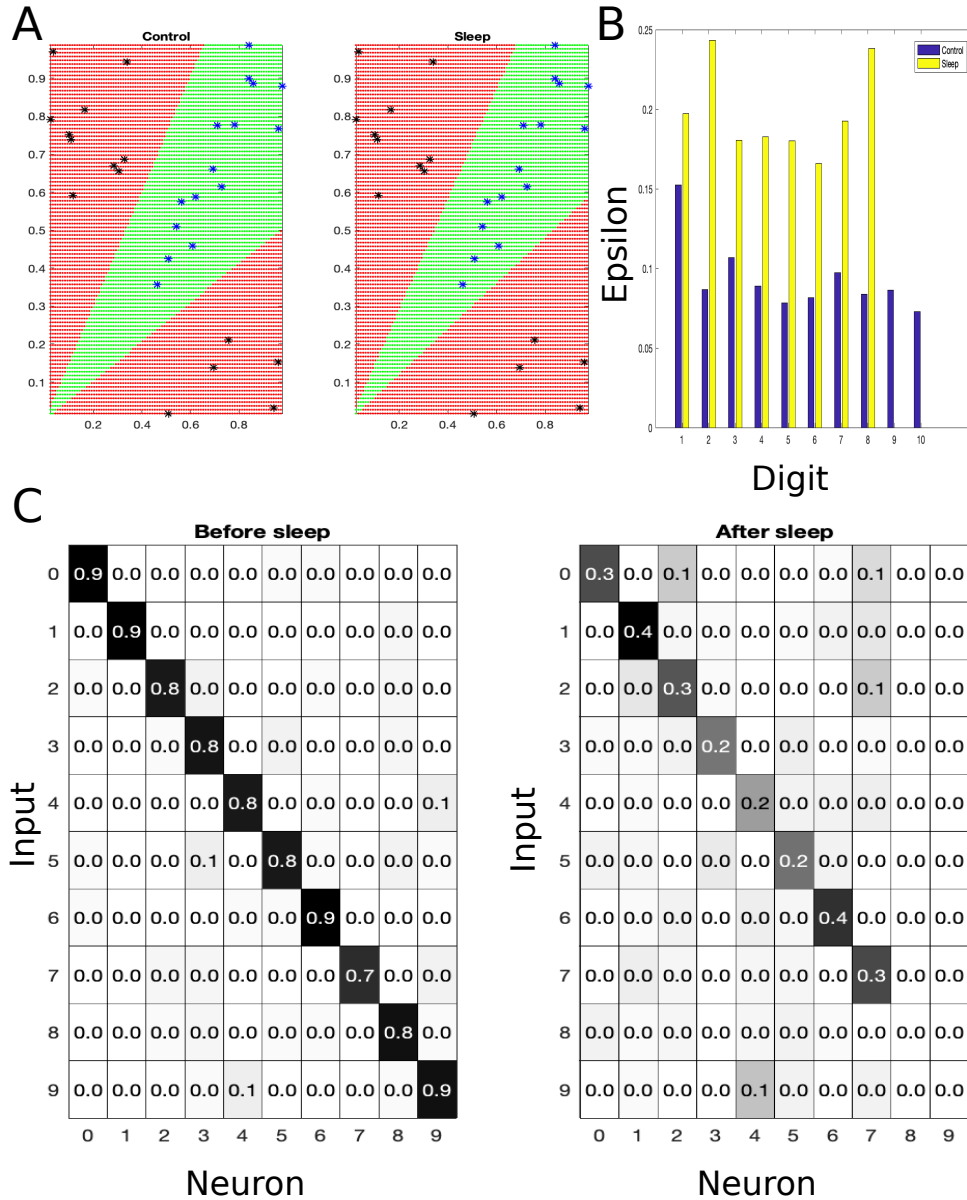 A
Control
Sleep
0.9
0.8
0.7
0.6
0.5
0.4
0.3
0.2
0.1
0.2 0.4 0.6 0.8
0.9
0.8
0.7
0.6
0.5
0.4
0.3
0.2
0.1
0.2 0.4 0.6 0.8
B
Control
Sleep
0.25
0.2
0.15
0.1
0.05
0
Epsilon
1 2 3 4 5 6 7 8 9 10
Digit
C
Before sleep
Input
0 0.9 0.0 0.0 0.0 0.0 0.0 0.0 0.0 0.0 0.0
1 0.0 0.9 0.0 0.0 0.0 0.0 0.0 0.0 0.0 0.0
2 0.0 0.0 0.8 0.0 0.0 0.0 0.0 0.0 0.0 0.0
3 0.0 0.0 0.0 0.8 0.0 0.0 0.0 0.0 0.0 0.0
4 0.0 0.0 0.0 0.0 0.8 0.0 0.0 0.0 0.0 0.1
5 0.0 0.0 0.0 0.1 0.0 0.8 0.0 0.0 0.0 0.0
6 0.0 0.0 0.0 0.0 0.0 0.0 0.9 0.0 0.0 0.0
7 0.0 0.0 0.0 0.0 0.0 0.0 0.0 0.7 0.0 0.0
8 0.0 0.0 0.0 0.0 0.0 0.0 0.0 0.0 0.8 0.0
9 0.0 0.0 0.0 0.0 0.1 0.0 0.0 0.0 0.0 0.9
0 1 2 3 4 5 6 7 8 9
Neuron
After sleep
Input
0 0.3 0.0 0.1 0.0 0.0 0.0 0.0 0.1 0.0 0.0
1 0.0 0.4 0.0 0.0 0.0 0.0 0.0 0.0 0.0 0.0
2 0.0 0.0 0.3 0.0 0.0 0.0 0.0 0.1 0.0 0.0
3 0.0 0.0 0.0 0.2 0.0 0.0 0.0 0.0 0.0 0.0
4 0.0 0.0 0.0 0.0 0.2 0.0 0.0 0.0 0.0 0.0
5 0.0 0.0 0.0 0.0 0.0 0.2 0.0 0.0 0.0 0.0
6 0.0 0.0 0.0 0.0 0.0 0.0 0.4 0.0 0.0 0.0
7 0.0 0.0 0.0 0.0 0.0 0.0 0.0 0.3 0.0 0.0
8 0.0 0.0 0.0 0.0 0.0 0.0 0.0 0.0 0.0 0.0
9 0.0 0.0 0.0 0.0 0.1 0.0 0.0 0.0 0.0 0.0
0 1 2 3 4 5 6 7 8 9
Neuron